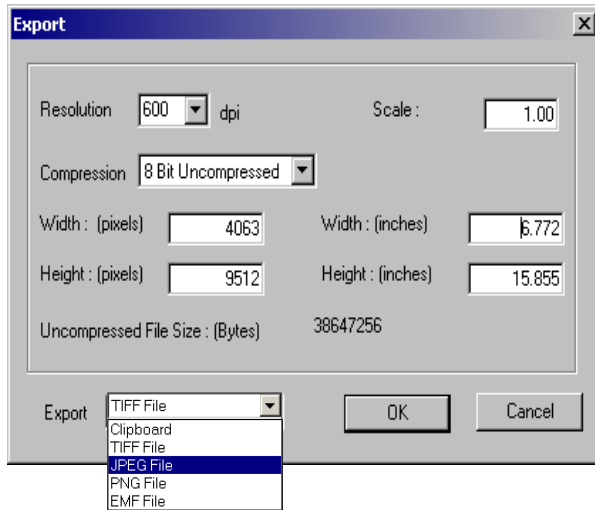 Export
Resolution 600 dpi Scale : 1.00
Compression 8 Bit Uncompressed
Width : (pixels) 4063 Width : (inches) 6.772
Height : (pixels) 9512 Height : (inches) 15.855
Uncompressed File Size : (Bytes) 38647256
Export TIFF File OK Cancel
Clipboard
TIFF File
JPEG File
PNG File
EMF File